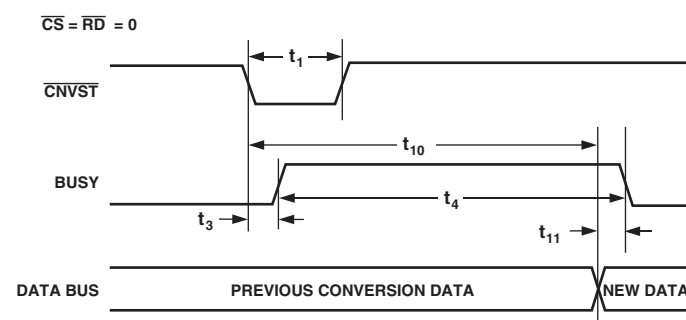 CS = RD = 0
t1
CNVST
t10
BUSY
t4
t3
t11
DATA BUS PREVIOUS CONVERSION DATA NEW DATA